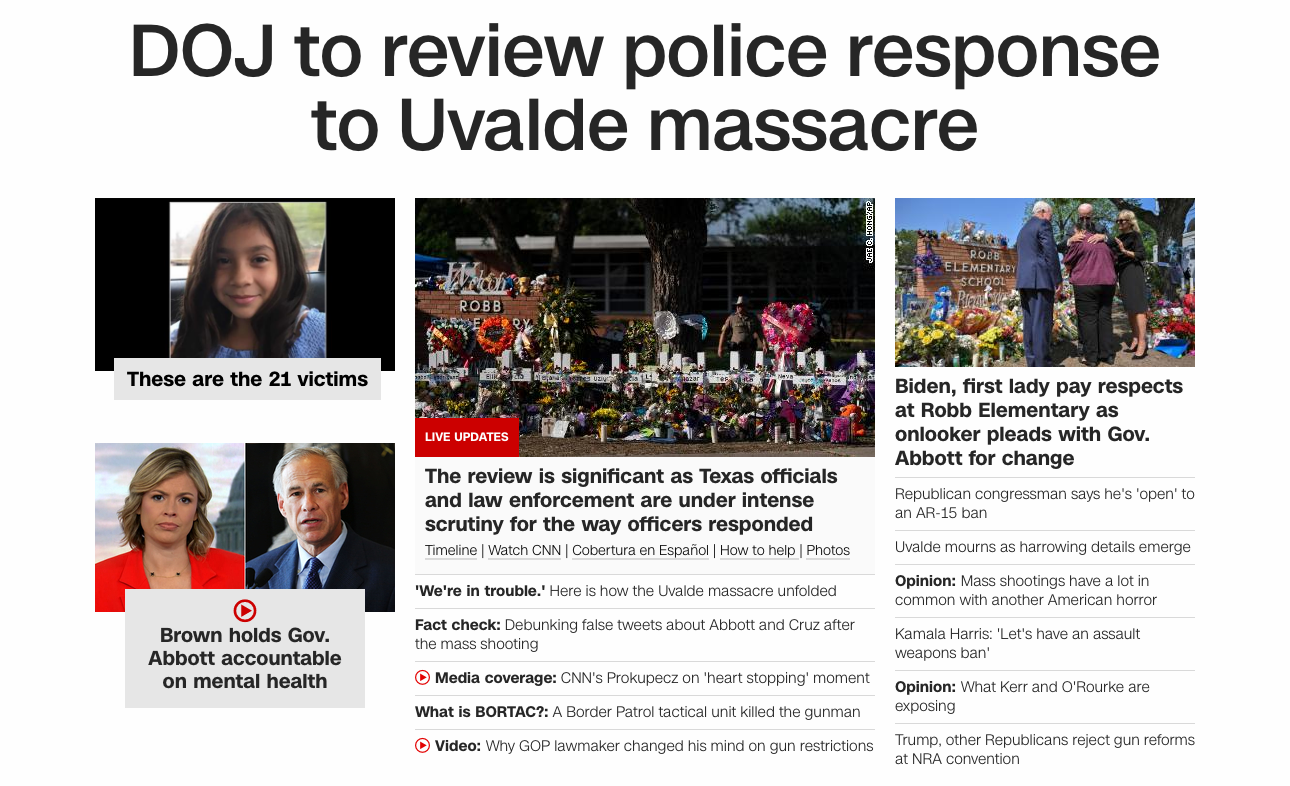 DOJ to review police response
to Uvalde massacre
These are the 21 victims
Brown holds Gov.
Abbott accountable
on mental health
JAE C. HONG/AP
Welcome
ROBB
ELEMENTARY
LIVE UPDATES
The review is significant as Texas officials
and law enforcement are under intense
scrutiny for the way officers responded
Timeline | Watch CNN | Cobertura en Español | How to help | Photos
'We're in trouble.' Here is how the Uvalde massacre unfolded
Fact check: Debunking false tweets about Abbott and Cruz after
the mass shooting
Media coverage: CNN's Prokupecz on 'heart stopping' moment
What is BORTAC?: A Border Patrol tactical unit killed the gunman
Video: Why GOP lawmaker changed his mind on gun restrictions
ROBB
ELEMENTARY
SCHOOL
Biden, first lady pay respects
at Robb Elementary as
onlooker pleads with Gov.
Abbott for change
Republican congressman says he's 'open' to
an AR-15 ban
Uvalde mourns as harrowing details emerge
Opinion: Mass shootings have a lot in
common with another American horror
Kamala Harris: 'Let's have an assault
weapons ban'
Opinion: What Kerr and O'Rourke are
exposing
Trump, other Republicans reject gun reforms
at NRA convention